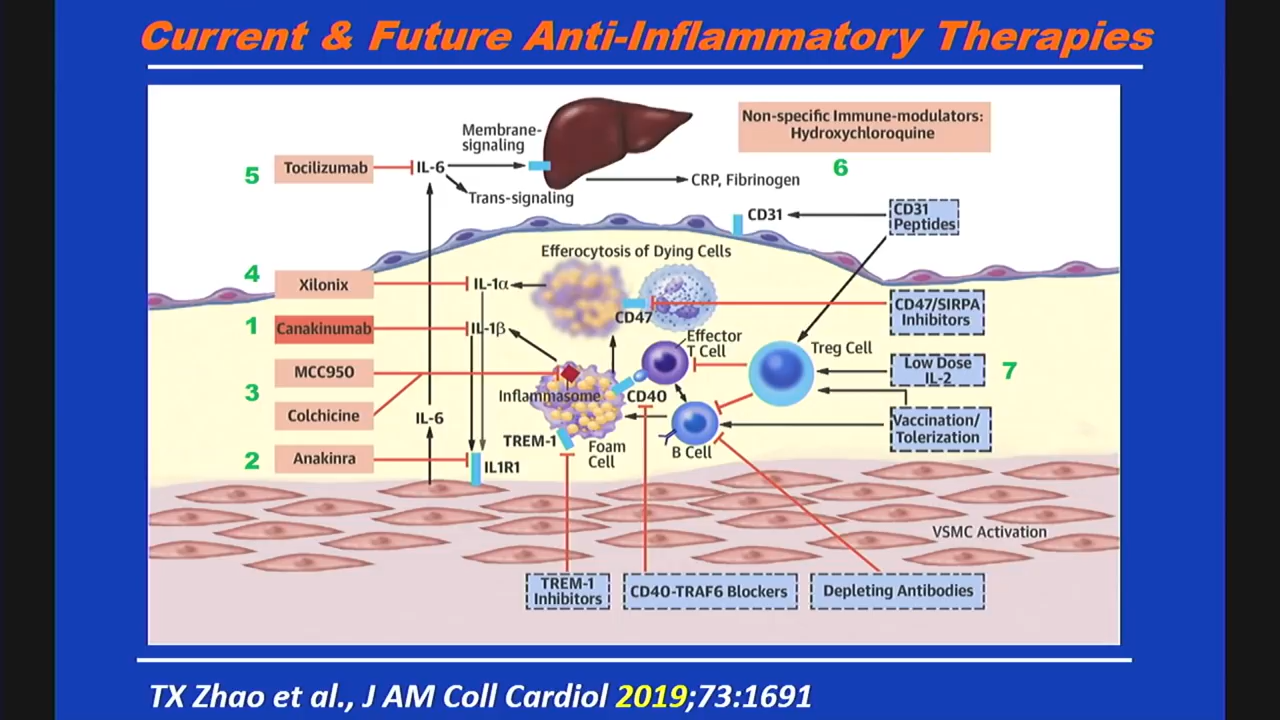 Current & Future Anti-Inflammatory Therapies
Membrane-
signaling
Non-specific Immune-modulators:
Hydroxychloroquine
6
5
Tocilizumab
IL-6
CRP, Fibrinogen
Trans-signaling
CD31
CD31
Peptides
Efferocytosis of Dying Cells
4
Xilonix
IL-1α
CD47
CD47/SIRPA
Inhibitors
1
Canakinumab
IL-1β
Effector
T Cell
Treg Cell
3
MCC950
Colchicine
Inflammasome
CD40
Low Dose
IL-2
7
IL-6
Vaccination/
Tolerization
TREM-1
Foam
Cell
B Cell
2
Anakinra
IL1R1
VSMC Activation
TREM-1
Inhibitors
CD40-TRAF6 Blockers
Depleting Antibodies
TX Zhao et al., J AM Coll Cardiol 2019;73:1691